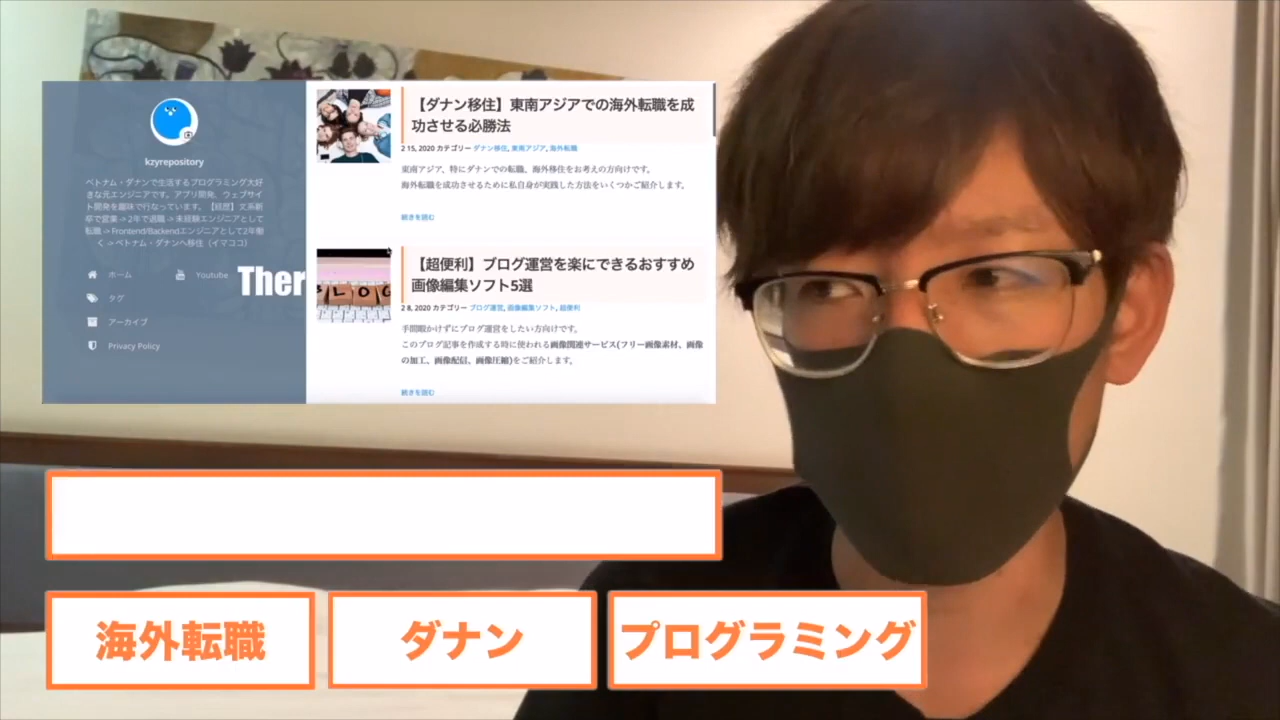 kzyrepository
ベトナム・ダナンで生活するプログラミング大好
きな元エンジニアです。アプリ開発、ウェブサイ
ト開発を趣味で行なっています。【経歴】文系新
卒で営業 -> 2年で退職 -> 未経験エンジニアとして
転職 -> Frontend/Backendエンジニアとして2年働
く -> ベトナム・ダナンへ移住（イマココ）
ホーム
Youtube
タグ
アーカイブ
Privacy Policy
Ther
【ダナン移住】東南アジアでの海外転職を成
功させる必勝法
2 15, 2020 カテゴリー ダナン移住, 東南アジア, 海外転職
東南アジア、特にダナンでの転職、海外移住をお考えの方向けです。
海外転職を成功させるために私自身が実践した方法をいくつかご紹介します。
続きを読む
【超便利】ブログ運営を楽にできるおすすめ
画像編集ソフト5選
2 8, 2020 カテゴリー ブログ運営, 画像編集ソフト, 超便利
手間暇かけずにブログ運営をしたい方向けです。
このブログ記事を作成する時に使われる画像関連サービス(フリー画像素材、画像
の加工、画像配信、画像圧縮)をご紹介します。
続きを読む
BLOG
海外転職
ダナン
プログラミング